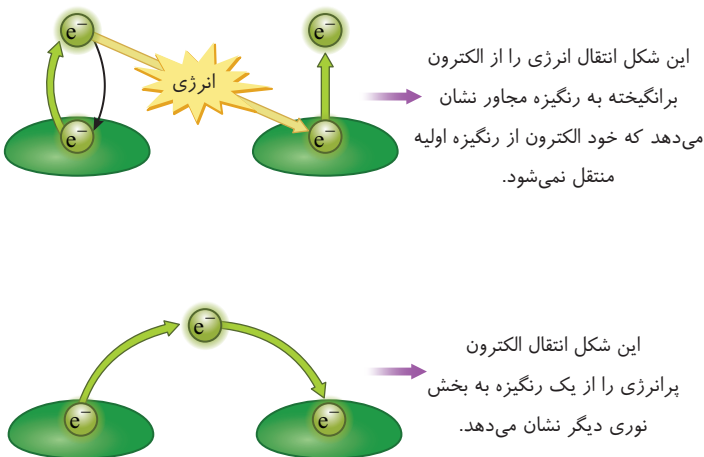 e⁻
e⁻
انرژی
e⁻
e⁻
این شکل انتقال انرژی را از الکترون
برانگیخته به رنگیزه مجاور نشان
می‌دهد که خود الکترون از رنگیزه اولیه
منتقل نمی‌شود.
e⁻
e⁻
e⁻
این شکل انتقال الکترون
پرانرژی را از یک رنگیزه به بخش
نوری دیگر نشان می‌دهد.